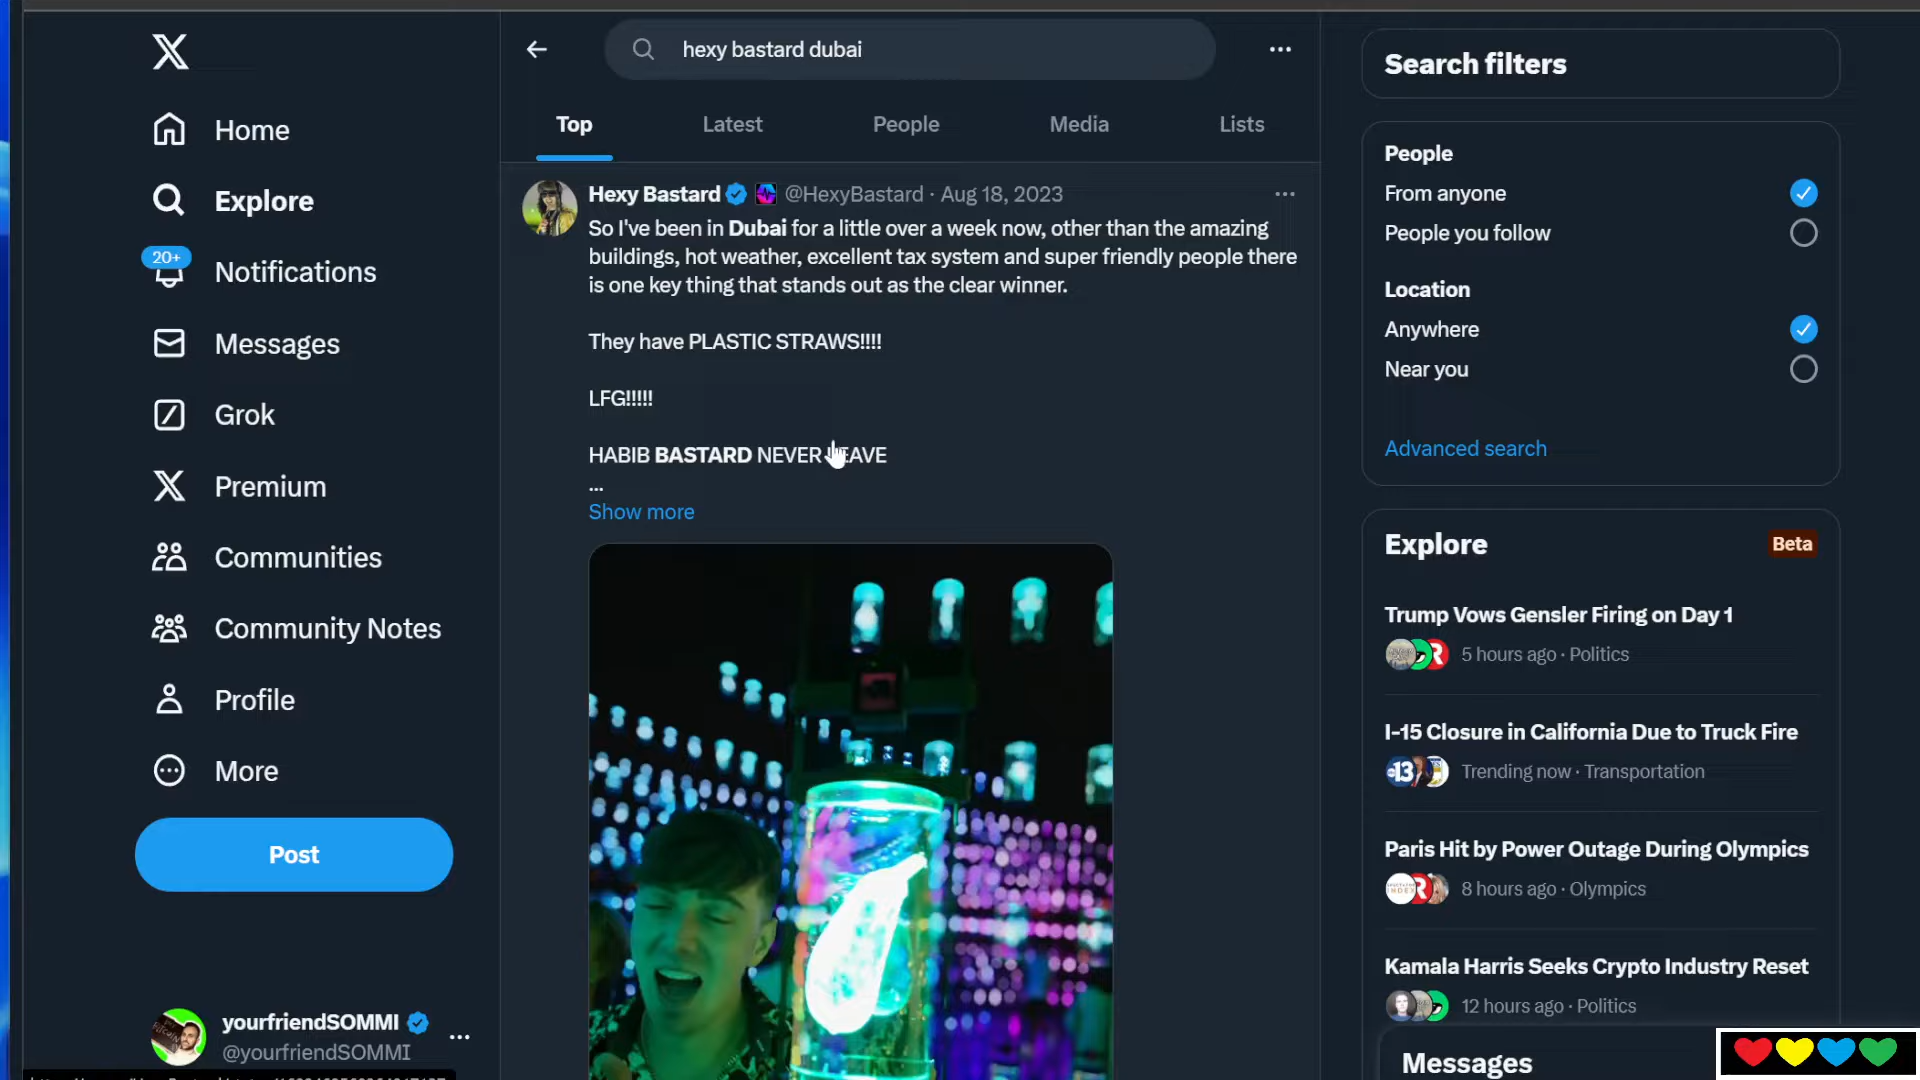 hexy bastard dubai
Top
Latest
People
Media
Lists
Home
Explore
20+
Notifications
Messages
Grok
Premium
Communities
Community Notes
Profile
More
Post
yourfriendSOMMI
@yourfriendSOMMI
Hexy Bastard @HexyBastard · Aug 18, 2023
So I've been in Dubai for a little over a week now, other than the amazing
buildings, hot weather, excellent tax system and super friendly people there
is one key thing that stands out as the clear winner.
They have PLASTIC STRAWS!!!!
LFG!!!!!
HABIB BASTARD NEVER LEAVE
...
Show more
Search filters
People
From anyone
People you follow
Location
Anywhere
Near you
Advanced search
Explore
Beta
Trump Vows Gensler Firing on Day 1
5 hours ago · Politics
I-15 Closure in California Due to Truck Fire
13
Trending now · Transportation
Paris Hit by Power Outage During Olympics
8 hours ago · Olympics
Kamala Harris Seeks Crypto Industry Reset
12 hours ago · Politics
Messages